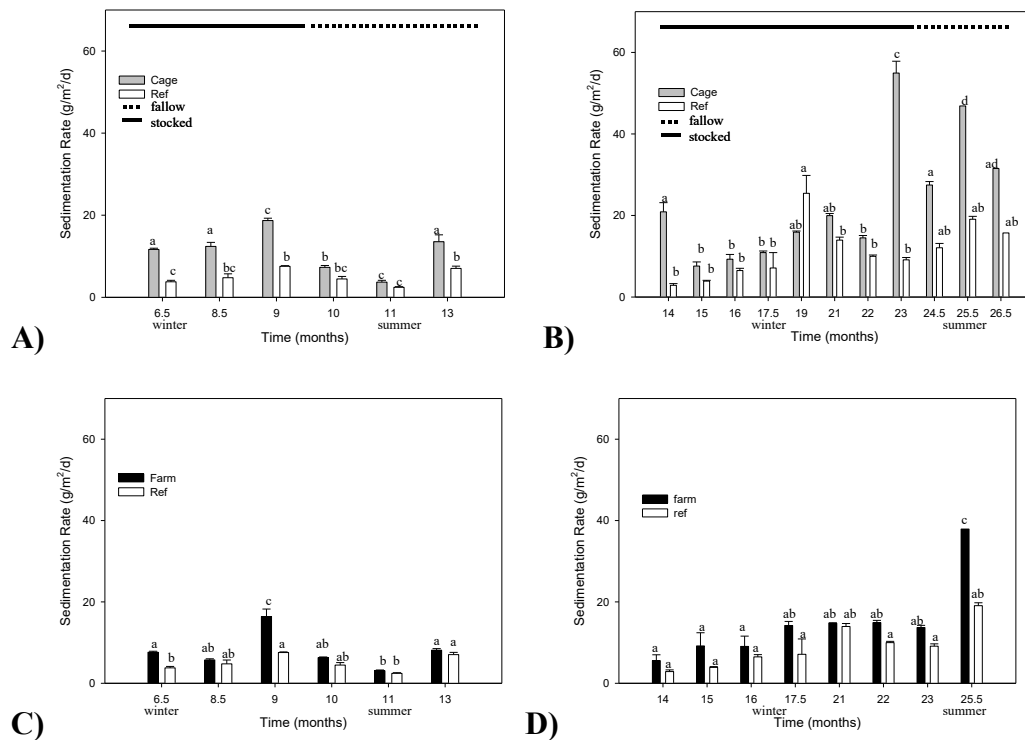 60
40
20
0
Sedimentation Rate (g/m²/d)
Cage
Ref
fallow
stocked
a c a bc c b b bc c c a b
6.5 8.5 9 10 11 13
winter summer
Time (months)
A)
60
40
20
0
Sedimentation Rate (g/m²/d)
Cage
Ref
fallow
stocked
a b b b b b b b ab a ab b b b c b a ab d ab ad ab
14 15 16 17.5 19 21 22 23 24.5 25.5 26.5
winter summer
Time (months)
B)
60
40
20
0
Sedimentation Rate (g/m²/d)
Farm
Ref
a b ab ab c a ab ab b b a a
6.5 8.5 9 10 11 13
winter summer
Time (months)
C)
60
40
20
0
Sedimentation Rate (g/m²/d)
farm
ref
a a a a a a ab a ab ab ab a ab a c ab
14 15 16 17.5 21 22 23 25.5
winter summer
Time (months)
D)